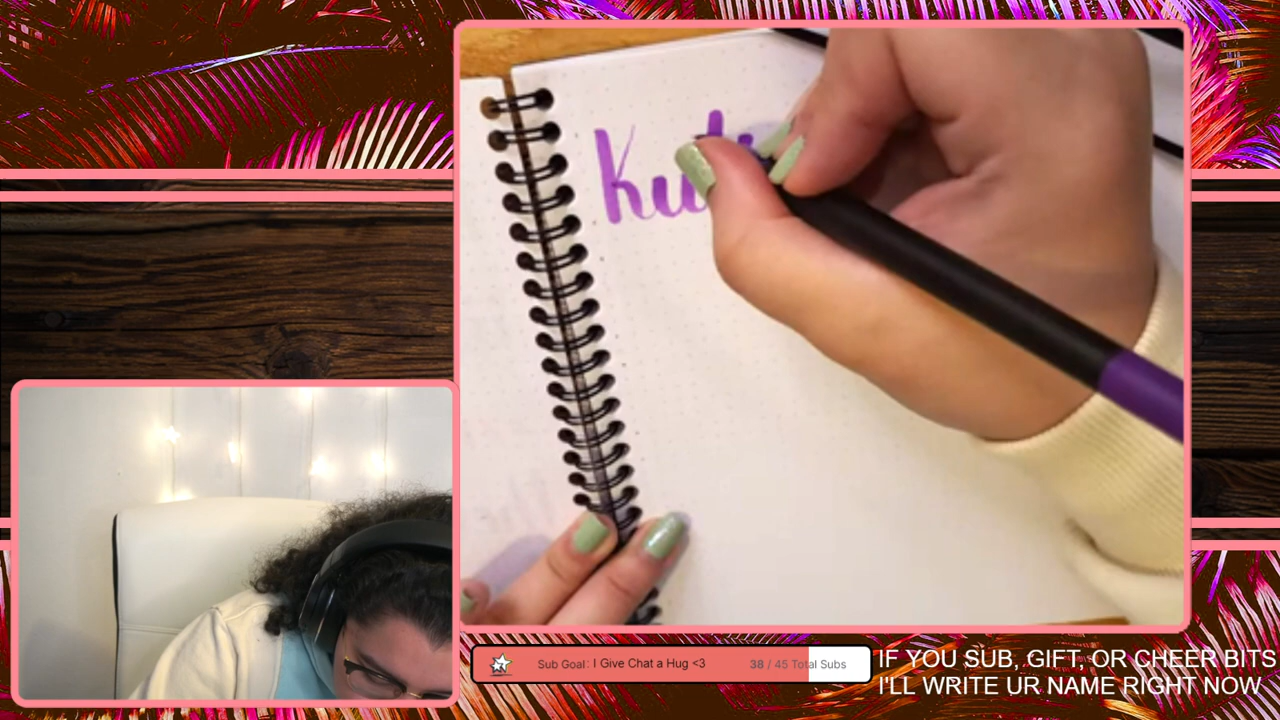 Sub Goal: I Give Chat a Hug <3
38 / 45 Total Subs
IF YOU SUB, GIFT, OR CHEER BITS
I'LL WRITE UR NAME RIGHT NOW